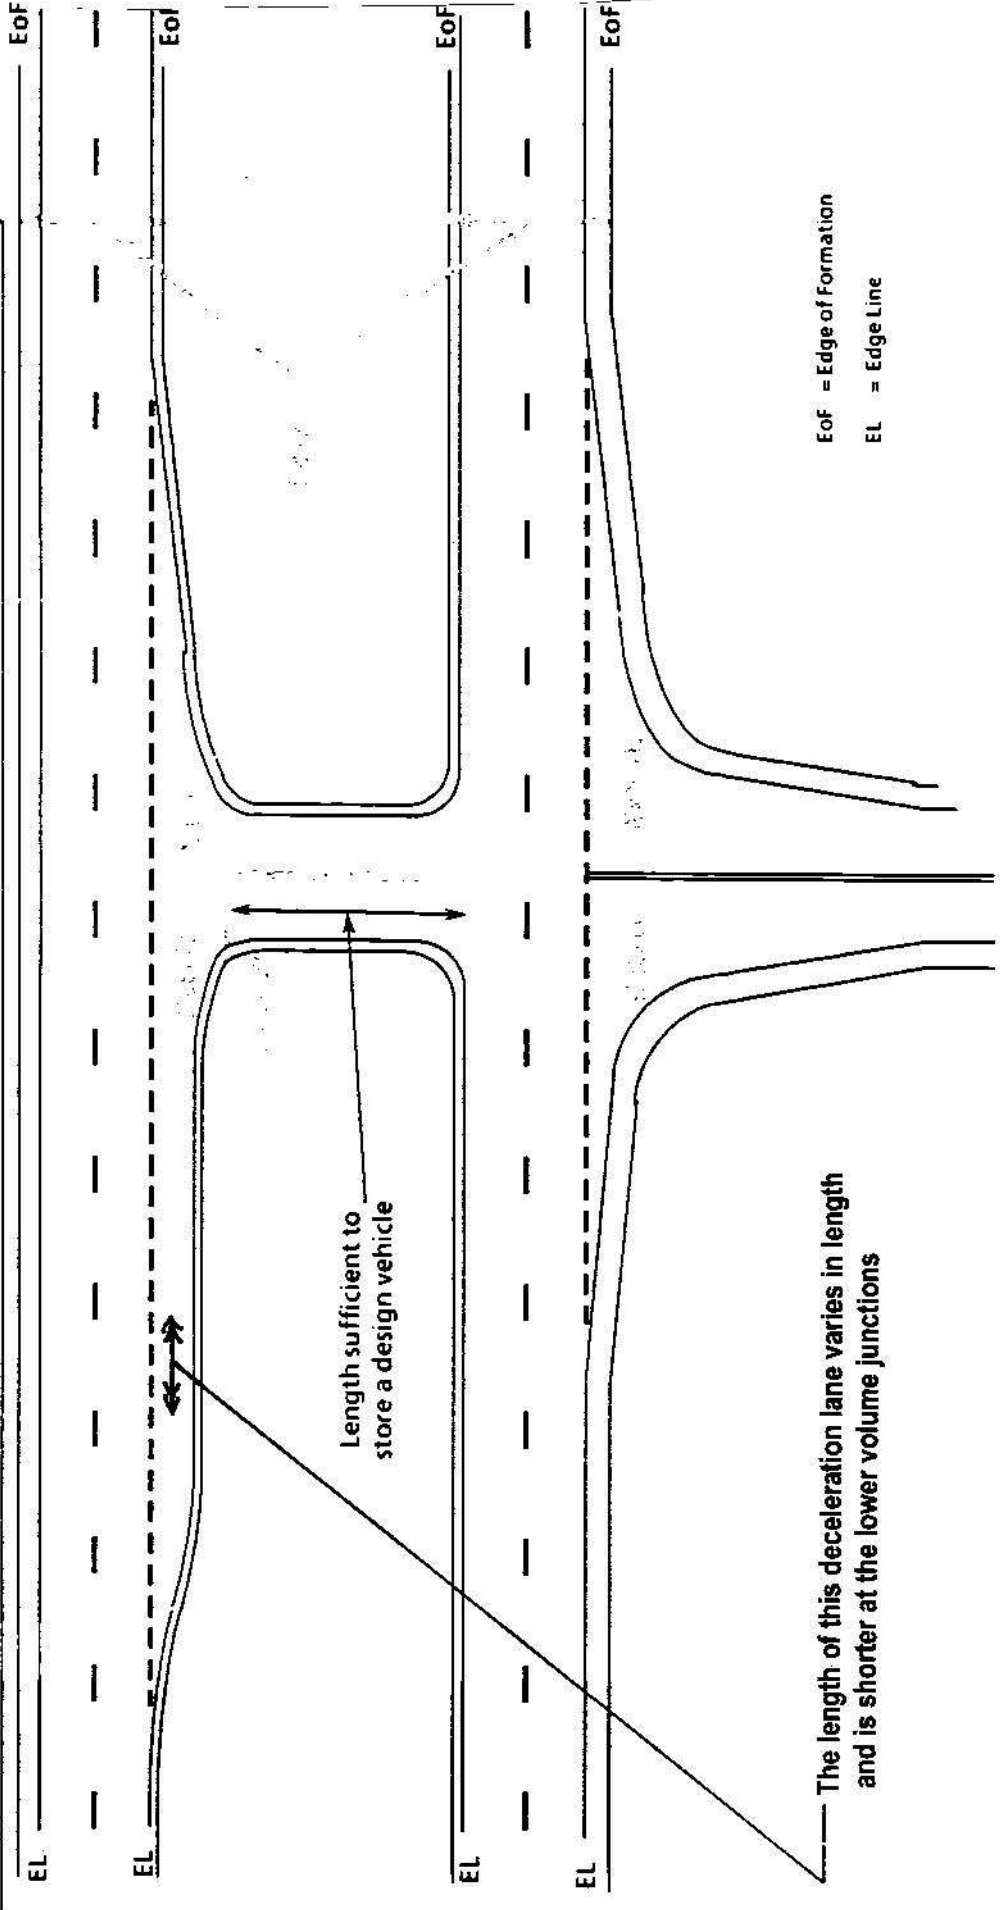 EoF
EoF
EoF
EoF
EL
EL
EL
EL
Length sufficient to
store a design vehicle
The length of this deceleration lane varies in length
and is shorter at the lower volume junctions
EoF = Edge of Formation
EL = Edge Line